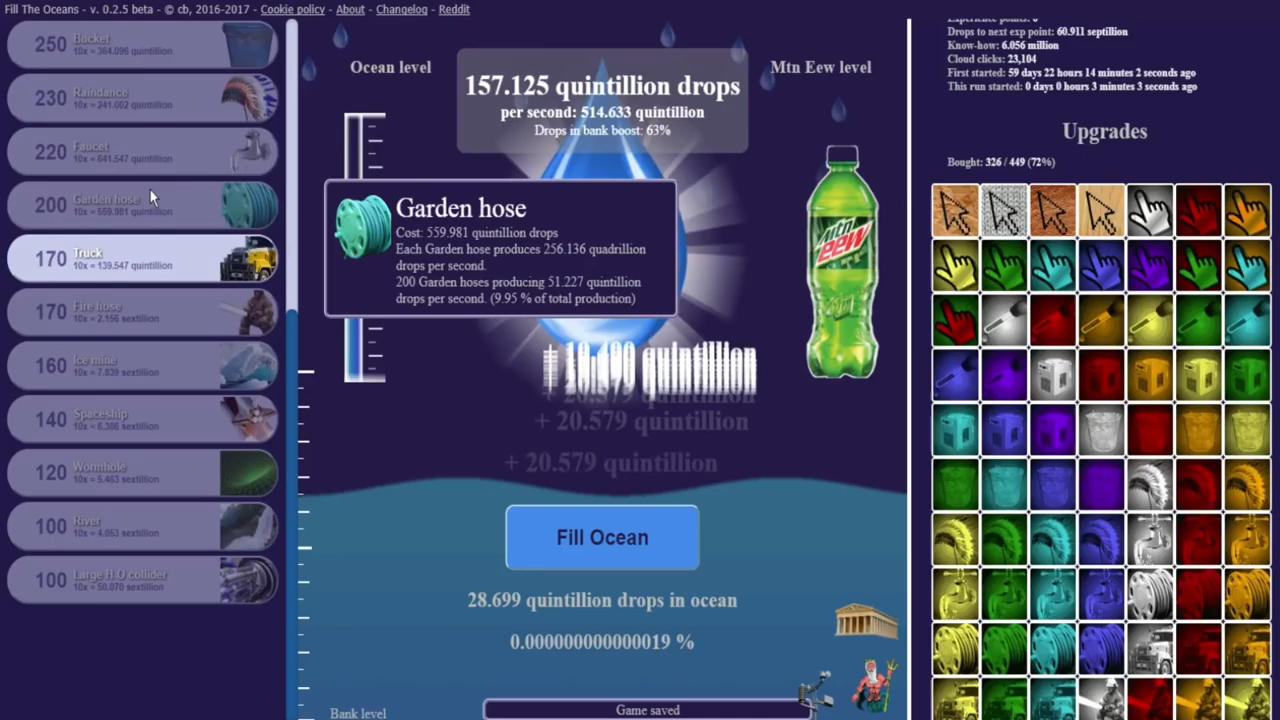 Fill The Oceans - v. 0.2.5 beta - © cb, 2016-2017 - Cookie policy - About - Changelog - Reddit
250 Bucket
10x = 364.096 quintillion
230 Raindance
10x = 241.002 quintillion
220 Faucet
10x = 641.547 quintillion
200 Garden hose
10x = 559.981 quintillion
170 Truck
10x = 139.547 quintillion
170 Fire hose
10x = 2.156 sextillion
160 Ice mine
10x = 7.839 sextillion
140 Spaceship
10x = 6.386 sextillion
120 Wormhole
10x = 5.463 sextillion
100 River
10x = 4.053 sextillion
100 Large H2O collider
10x = 50.070 sextillion
Ocean level
157.125 quintillion drops
per second: 514.633 quintillion
Drops in bank boost: 63%
Mtn Eew level
Garden hose
Cost: 559.981 quintillion drops
Each Garden hose produces 256.136 quadrillion
drops per second.
200 Garden hoses producing 51.227 quintillion
drops per second. (9.95 % of total production)
Mtn
Eew
+ 20.579 quintillion
+ 20.579 quintillion
+ 20.579 quintillion
Fill Ocean
28.699 quintillion drops in ocean
0.000000000000019 %
Bank level
Game saved
Experience points: 0
Drops to next exp point: 60.911 septillion
Know-how: 6.056 million
Cloud clicks: 23,104
First started: 59 days 22 hours 14 minutes 2 seconds ago
This run started: 0 days 0 hours 3 minutes 3 seconds ago
Upgrades
Bought: 326 / 449 (72%)